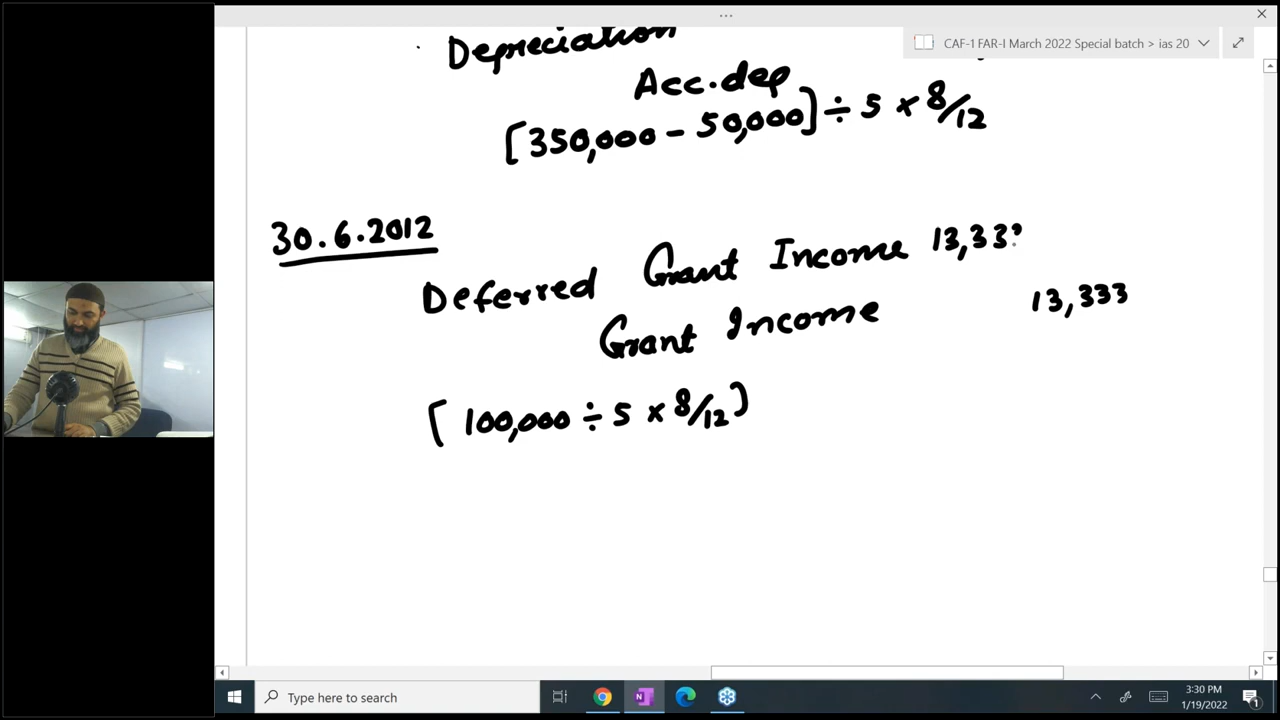 CAF-1 FAR-I March 2022 Special batch > ias 20
Depreciation
Acc.dep
[350,000 - 50,000] ÷ 5 × 8/12
30.6.2012
Deferred Grant Income 13,333
Grant Income 13,333
[100,000 ÷ 5 × 8/12)
Type here to search
3:30 PM
1/19/2022
1